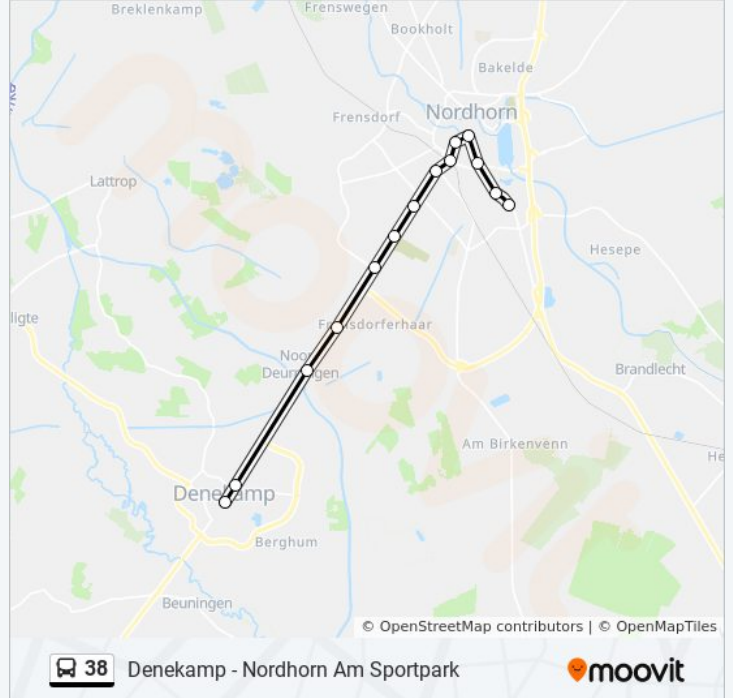 Breklenkamp
Frenswegen
Bookholt
Bakelde
Nordhorn
Frensdorf
Lattrop
Hesepe
ligte
Frensdorferhaar
Deurningen
Brandlecht
Am Birkenvenn
He
Denekamp
Berghum
Beuningen
© OpenStreetMap contributors | © OpenMapTiles
38 Denekamp - Nordhorn Am Sportpark
moovit